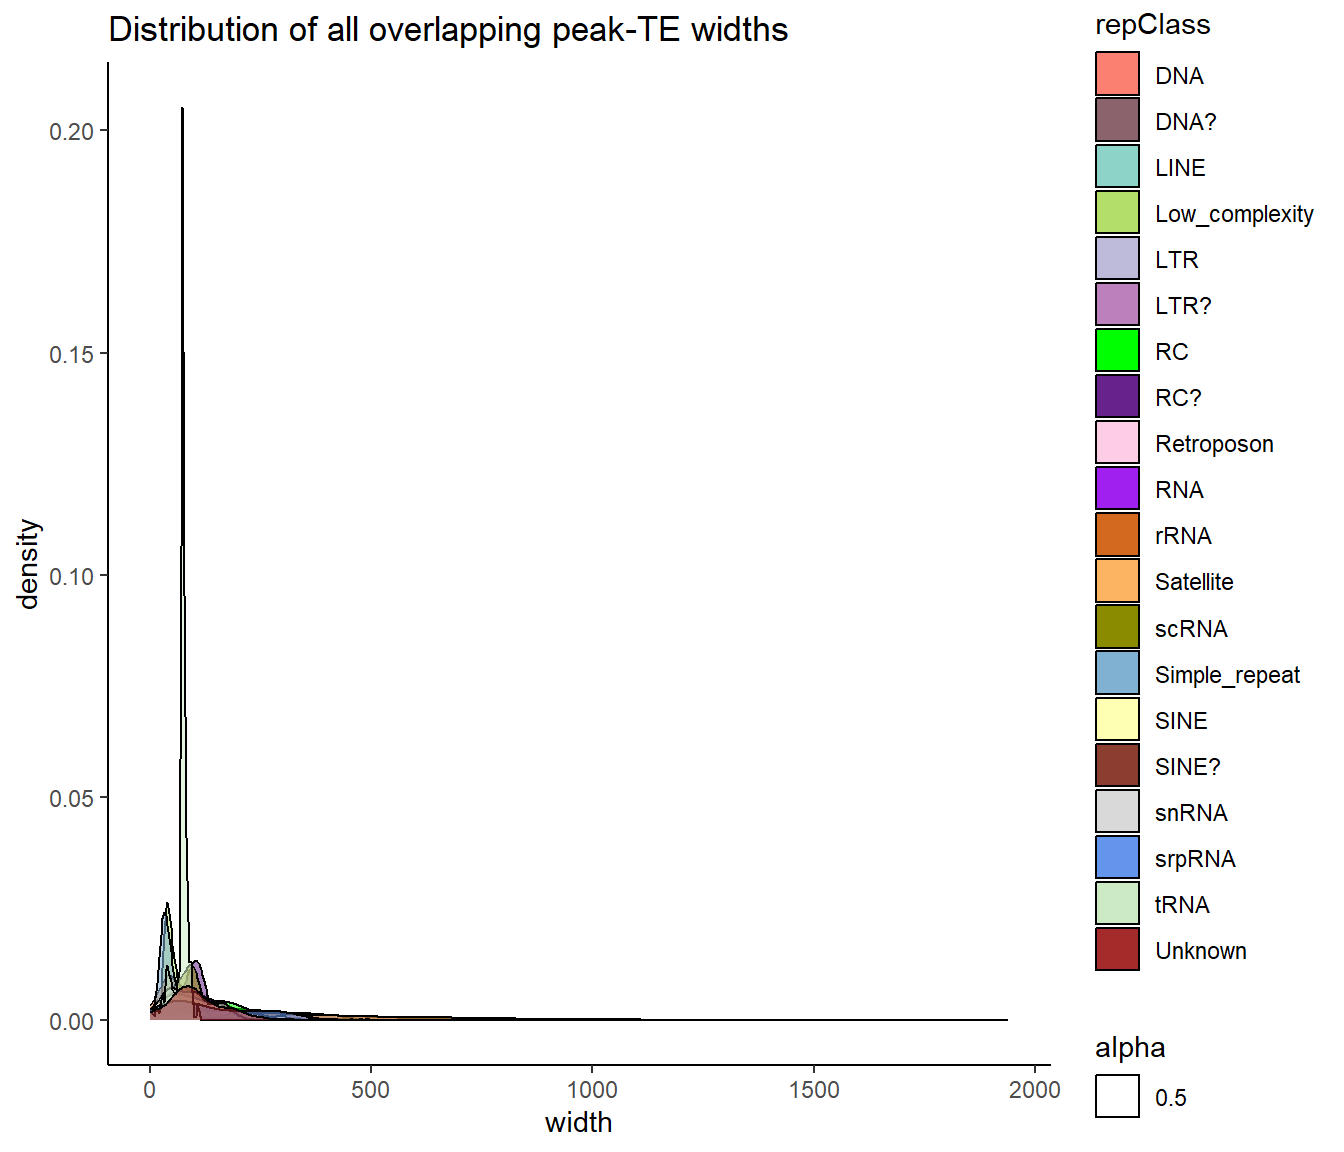 Distribution of all overlapping peak-TE widths
density
0.20
0.15
0.10
0.05
0.00
0
500
1000
1500
2000
width
repClass
DNA
DNA?
LINE
Low_complexity
LTR
LTR?
RC
RC?
Retroposon
RNA
rRNA
Satellite
scRNA
Simple_repeat
SINE
SINE?
snRNA
srpRNA
tRNA
Unknown
alpha
0.5